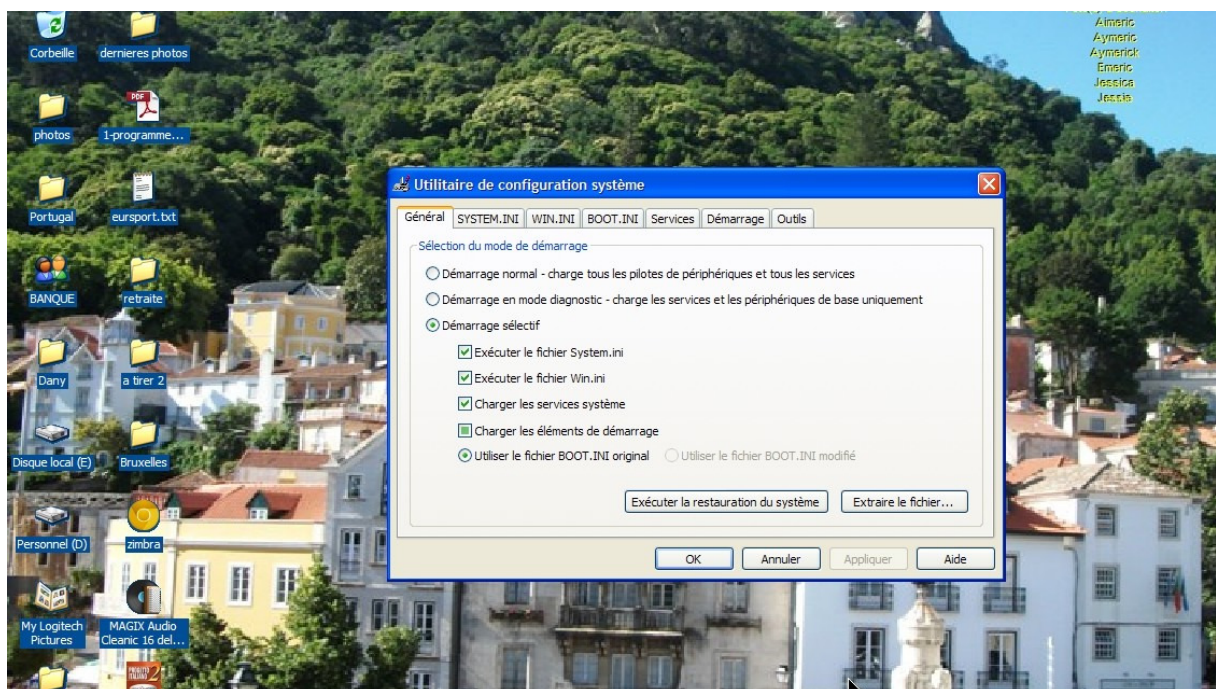 Aimeric
Aymeric
Aymerick
Emeric
Jessica
Jessie
Corbeille
dernieres photos
photos
PDF
1-programme...
Portugal
eursport.txt
BANQUE
retraite
Dany
a tirer 2
Disque local (E)
Bruxelles
Personnel (D)
zimbra
My Logitech
Pictures
MAGIX Audio
Cleanic 16 del...
2
Utilitaire de configuration système
Général SYSTEM.INI WIN.INI BOOT.INI Services Démarrage Outils
Sélection du mode de démarrage
Démarrage normal - charge tous les pilotes de périphériques et tous les services
Démarrage en mode diagnostic - charge les services et les périphériques de base uniquement
Démarrage sélectif
Exécuter le fichier System.ini
Exécuter le fichier Win.ini
Charger les services système
Charger les éléments de démarrage
Utiliser le fichier BOOT.INI original Utiliser le fichier BOOT.INI modifié
Exécuter la restauration du système Extraire le fichier...
OK Annuler Appliquer Aide